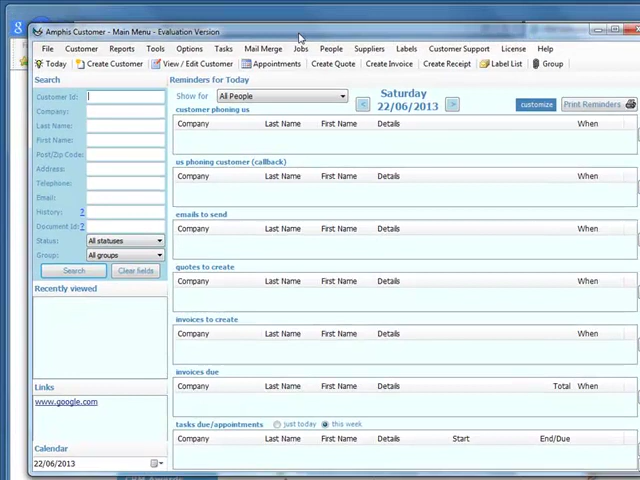 Amphis Customer - Main Menu - Evaluation Version
File Customer Reports Tools Options Tasks Mail Merge Jobs People Suppliers Labels Customer Support License Help
Today Create Customer View / Edit Customer Appointments Create Quote Create Invoice Create Receipt Label List Group
Search
Customer Id:
Company:
Last Name:
First Name:
Post/Zip Code:
Address:
Telephone:
Email:
History: ?
Document Id: ?
Status: All statuses
Group: All groups
Search Clear fields
Recently viewed
Links
www.google.com
Calendar
22/06/2013
Reminders for Today
Show for All People
< Saturday >
22/06/2013
customize Print Reminders
customer phoning us
Company Last Name First Name Details When
us phoning customer (callback)
Company Last Name First Name Details When
emails to send
Company Last Name First Name Details When
quotes to create
Company Last Name First Name Details When
invoices to create
Company Last Name First Name Details When
invoices due
Company Last Name First Name Details Total When
tasks due/appointments just today this week
Company Last Name First Name Details Start End/Due